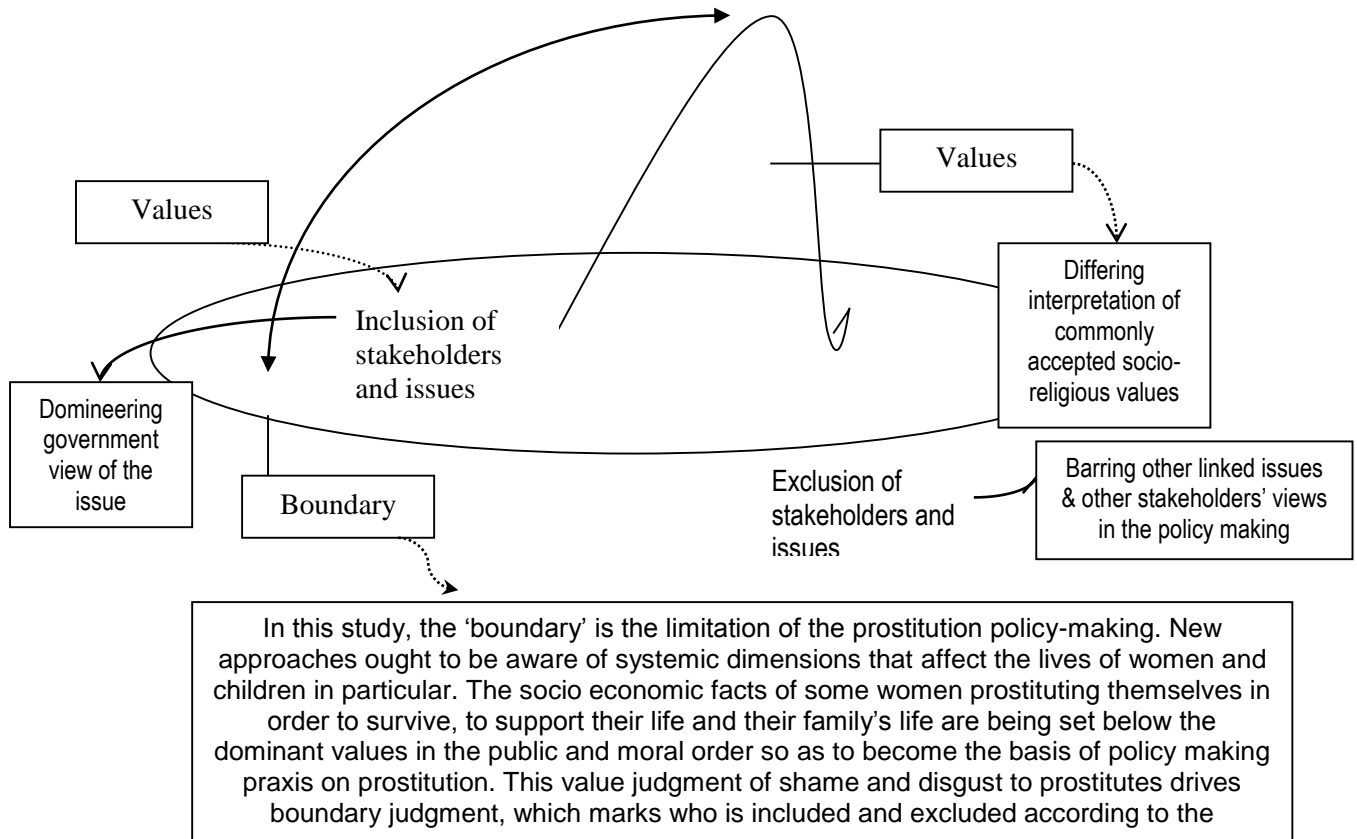 Values
Values
Differing
interpretation of
commonly
accepted socio-
religious values
Inclusion of
stakeholders
and issues
Domineering
government
view of the
issue
Boundary
Exclusion of
stakeholders and
issues
Barring other linked issues
& other stakeholders’ views
in the policy making
In this study, the ‘boundary’ is the limitation of the prostitution policy-making. New
approaches ought to be aware of systemic dimensions that affect the lives of women and
children in particular. The socio economic facts of some women prostituting themselves in
order to survive, to support their life and their family’s life are being set below the
dominant values in the public and moral order so as to become the basis of policy making
praxis on prostitution. This value judgment of shame and disgust to prostitutes drives
boundary judgment, which marks who is included and excluded according to the